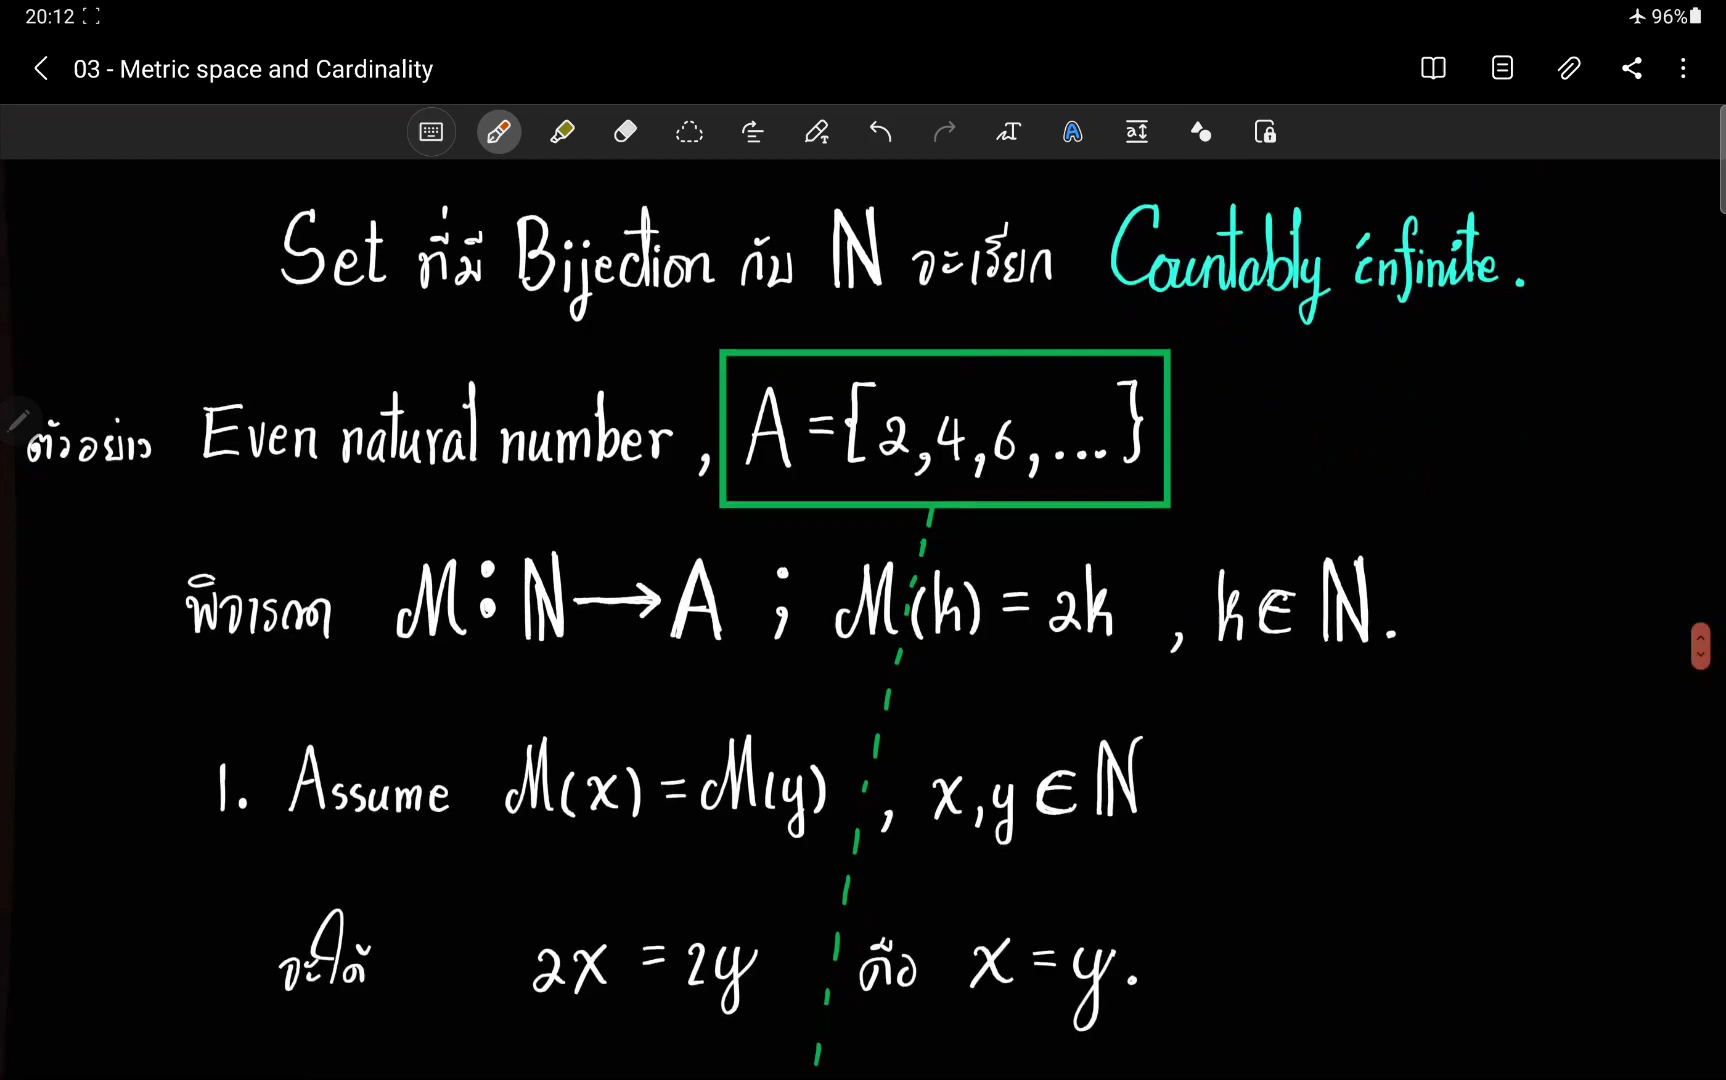 20:12
96%
03 - Metric space and Cardinality
Set ที่มี Bijection กับ ℕ จะเรียก Countably infinite.
ตัวอย่าง Even natural number, A = {2,4,6,...}
พิจารณา M : ℕ → A ; M(k) = 2k , k ∈ ℕ.
1. Assume M(x) = M(y) , x,y ∈ ℕ
จะได้ 2x = 2y คือ x = y.